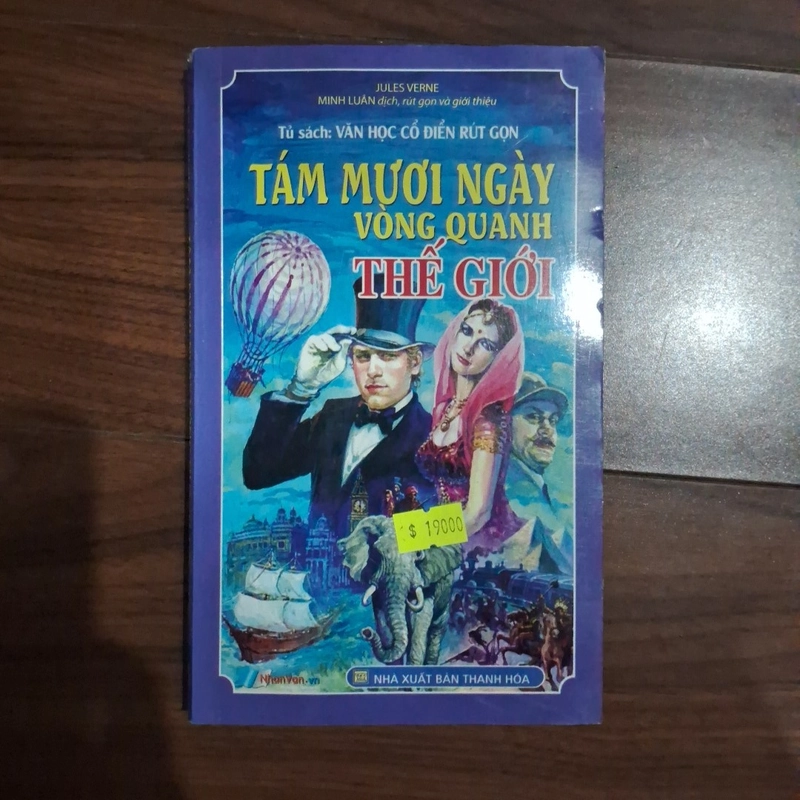 JULES VERNE
MINH LUÂN dịch, rút gọn và giới thiệu
Tủ sách: VĂN HỌC CỔ ĐIỂN RÚT GỌN
TÁM MƯƠI NGÀY
VÒNG QUANH
THẾ GIỚI
$ 19000
NhanVan.vn
NHÀ XUẤT BẢN THANH HÓA